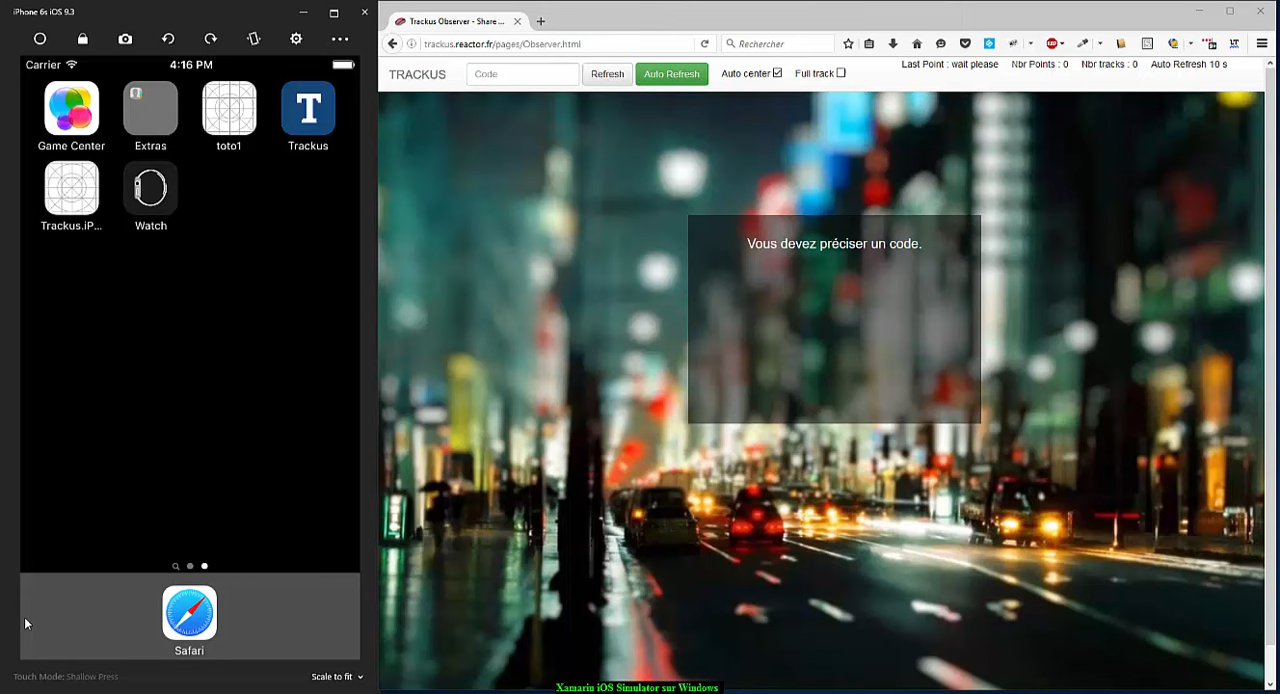 iPhone 6s iOS 9.3
Carrier 4:16 PM
Game Center Extras toto1 Trackus
T
Trackus.iP... Watch
Safari
Touch Mode: Shallow Press Scale to fit
Trackus Observer - Share ...
trackus.reactor.fr/pages/Observer.html Rechercher
TRACKUS Code Refresh Auto Refresh Auto center Full track Last Point : wait please Nbr Points : 0 Nbr tracks : 0 Auto Refresh 10 s
Vous devez préciser un code.
Xamarin iOS Simulator sur Windows